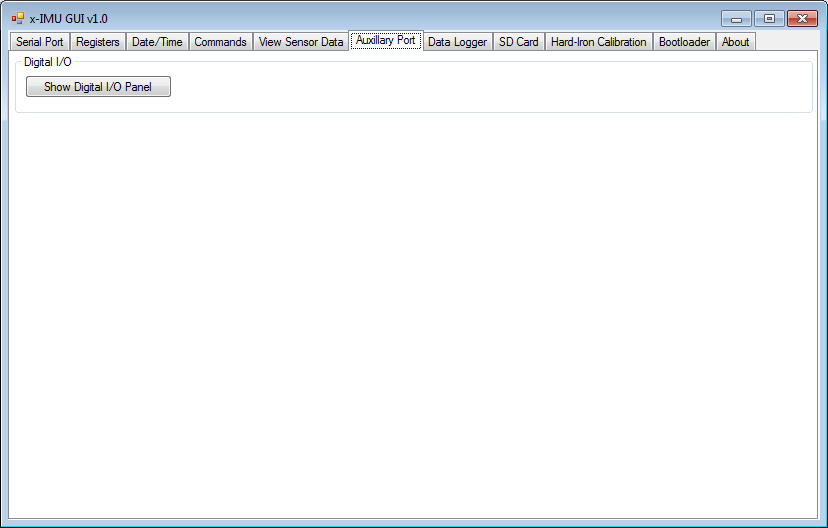 x-IMU GUI v1.0
Serial Port Registers Date/Time Commands View Sensor Data Auxillary Port Data Logger SD Card Hard-Iron Calibration Bootloader About
Digital I/O
Show Digital I/O Panel